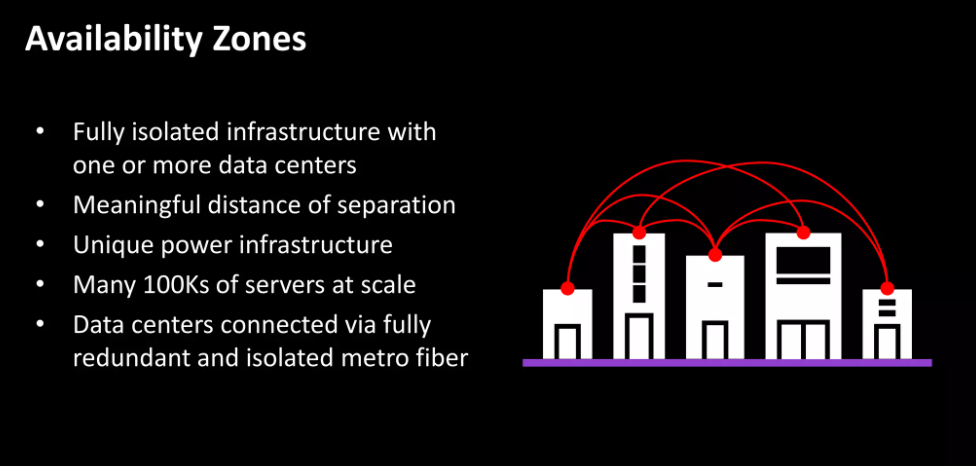 Availability Zones
• Fully isolated infrastructure with
one or more data centers
• Meaningful distance of separation
• Unique power infrastructure
• Many 100Ks of servers at scale
• Data centers connected via fully
redundant and isolated metro fiber